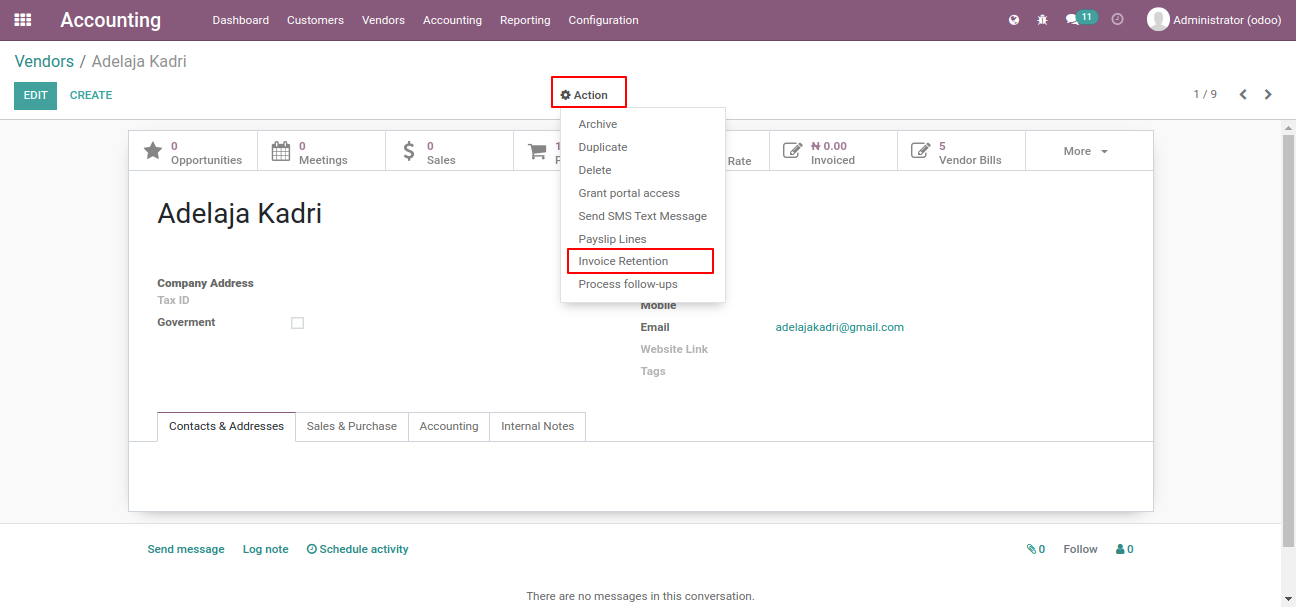 Accounting Dashboard Customers Vendors Accounting Reporting Configuration 11 Administrator (odoo)
Vendors / Adelaja Kadri
EDIT CREATE Action 1 / 9
Archive
Duplicate
Delete
Grant portal access
Send SMS Text Message
Payslip Lines
Invoice Retention
Process follow-ups
0 Opportunities
0 Meetings
0 Sales
Rate
₦ 0.00 Invoiced
5 Vendor Bills
More
Adelaja Kadri
Company Address
Tax ID
Goverment
Mobile
Email adelajakadri@gmail.com
Website Link
Tags
Contacts & Addresses Sales & Purchase Accounting Internal Notes
Send message Log note Schedule activity 0 Follow 0
There are no messages in this conversation.